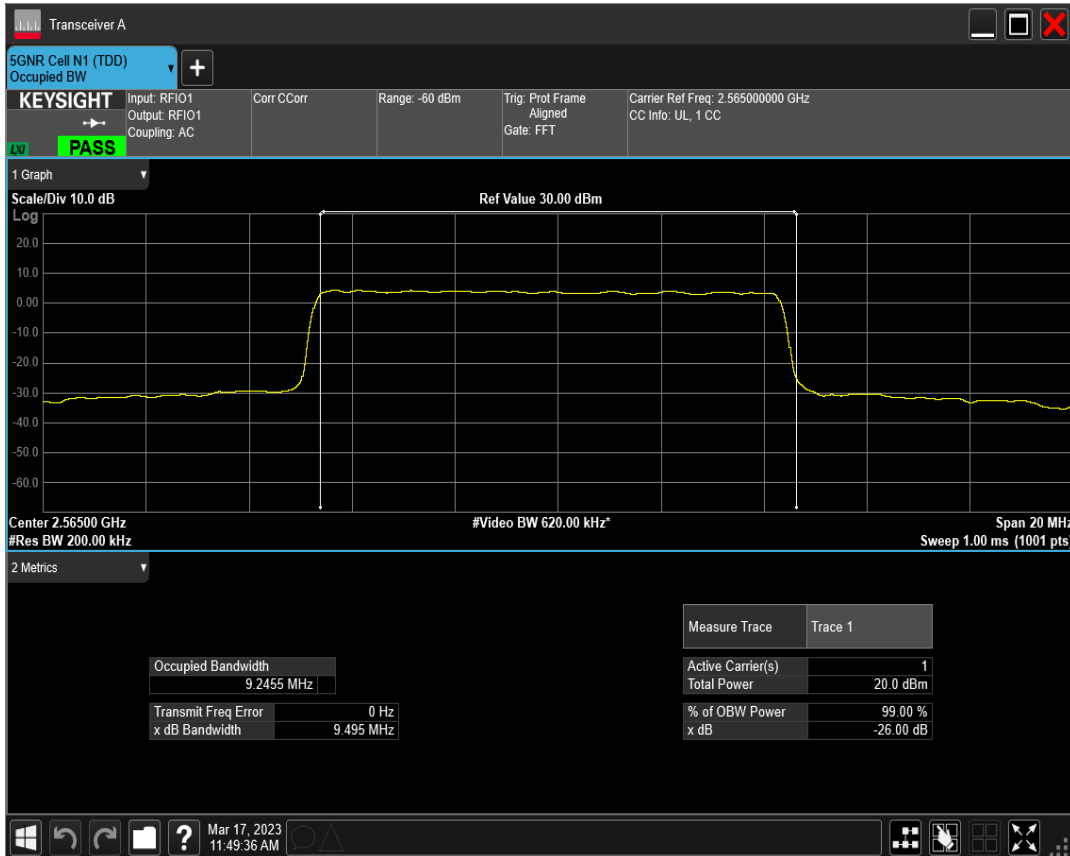 Transceiver A
5GNR Cell N1 (TDD)
Occupied BW
+
KEYSIGHT
LXI
PASS
Input: RFIO1
Output: RFIO1
Coupling: AC
Corr CCorr
Range: -60 dBm
Trig: Prot Frame
Aligned
Gate: FFT
Carrier Ref Freq: 2.565000000 GHz
CC Info: UL, 1 CC
1 Graph
Scale/Div 10.0 dB
Ref Value 30.00 dBm
Log
20.0
10.0
0.00
-10.0
-20.0
-30.0
-40.0
-50.0
-60.0
Center 2.56500 GHz
#Video BW 620.00 kHz*
Span 20 MHz
#Res BW 200.00 kHz
Sweep 1.00 ms (1001 pts)
2 Metrics
Measure Trace Trace 1
Occupied Bandwidth
9.2455 MHz
Active Carrier(s) 1
Total Power 20.0 dBm
Transmit Freq Error 0 Hz
x dB Bandwidth 9.495 MHz
% of OBW Power 99.00 %
x dB -26.00 dB
?
Mar 17, 2023
11:49:36 AM